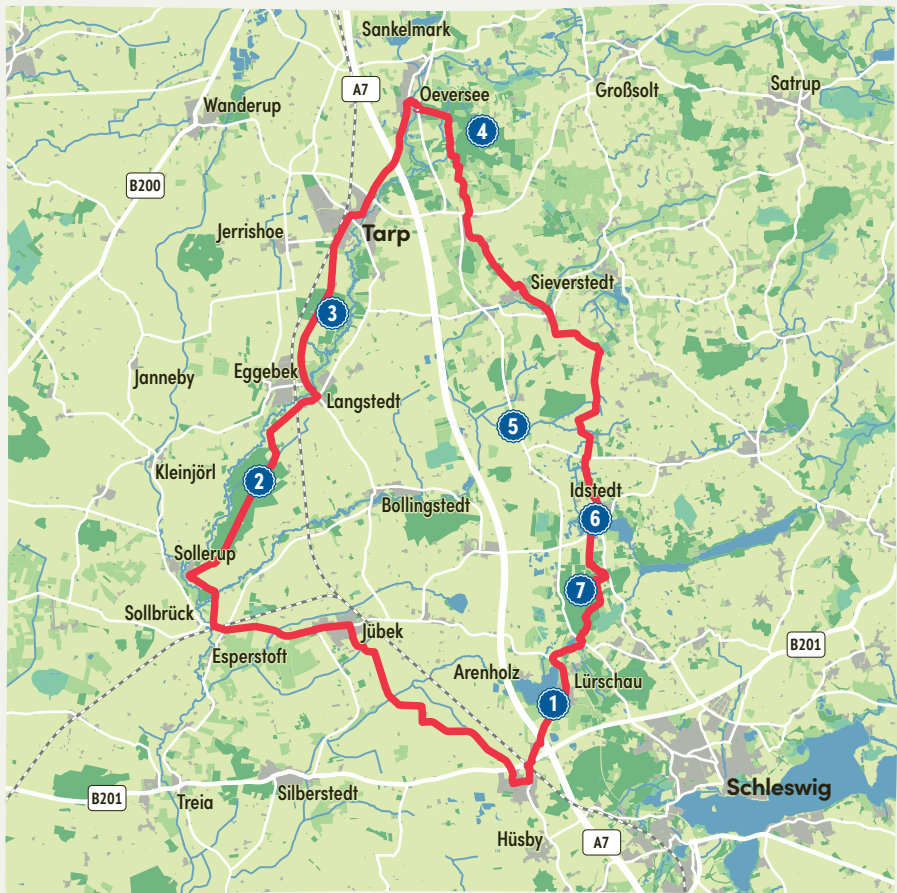 Sankelmark
A7
Oeversee
Großsolt
Satrup
Wanderup
4
B200
Jerrishoe
Tarp
Sieverstedt
3
Janneby
Eggebek
Langstedt
5
Kleinjörl
2
Idstedt
Bollingstedt
6
Sollerup
7
Sollbrück
Jübek
Esperstoft
B201
Arenholz
Lürschau
1
B201
Treia
Silberstedt
Schleswig
Hüsby
A7